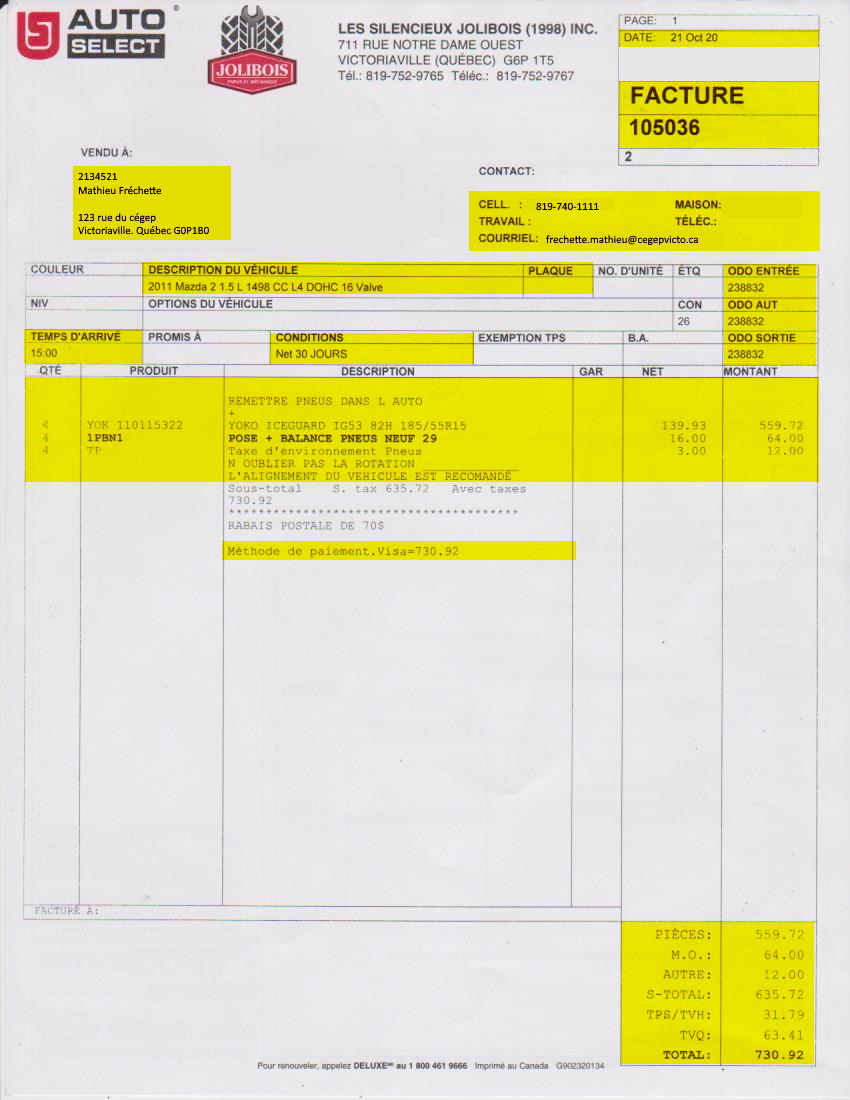 AUTO
SELECT
JOLIBOIS
PNEUS ET MÉCANIQUE
LES SILENCIEUX JOLIBOIS (1998) INC.
711 RUE NOTRE DAME OUEST
VICTORIAVILLE (QUÉBEC) G6P 1T5
Tél.: 819-752-9765 Téléc.: 819-752-9767
PAGE: 1
DATE: 21 Oct 20
FACTURE
105036
2
VENDU À:
2134521
Mathieu Fréchette
123 rue du cégep
Victoriaville. Québec G0P1B0
CONTACT:
CELL. : 819-740-1111 MAISON:
TRAVAIL : TÉLÉC.:
COURRIEL: frechette.mathieu@cegepvicto.ca
COULEUR DESCRIPTION DU VÉHICULE PLAQUE NO. D'UNITÉ ÉTQ ODO ENTRÉE
2011 Mazda 2 1.5 L 1498 CC L4 DOHC 16 Valve 238832
NIV OPTIONS DU VÉHICULE CON ODO AUT
26 238832
TEMPS D'ARRIVÉ PROMIS À CONDITIONS EXEMPTION TPS B.A. ODO SORTIE
15:00 Net 30 JOURS 238832
QTÉ PRODUIT DESCRIPTION GAR NET MONTANT
REMETTRE PNEUS DANS L AUTO
+
4 YOK 110115322 YOKO ICEGUARD IG53 82H 185/55R15 139.93 559.72
4 1PBN1 POSE + BALANCE PNEUS NEUF 29 16.00 64.00
4 TP Taxe d'environnement Pneus 3.00 12.00
N OUBLIER PAS LA ROTATION ________
L'ALIGNEMENT DU VEHICULE EST RECOMANDÉ
Sous-total S. tax 635.72 Avec taxes
730.92
***************************************
RABAIS POSTALE DE 70$
Méthode de paiement.Visa=730.92
FACTURÉ À:
PIÈCES: 559.72
M.O.: 64.00
AUTRE: 12.00
S-TOTAL: 635.72
TPS/TVH: 31.79
TVQ: 63.41
TOTAL: 730.92
Pour renouveler, appelez DELUXE MD au 1 800 461 9666 Imprimé au Canada G902320134